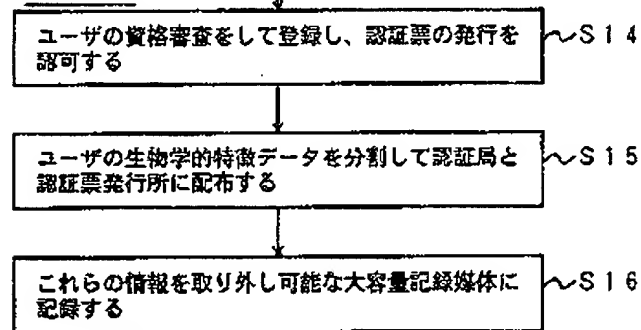 ユーザの資格審査をして登録し、認証票の発行を
認可する
～S14
ユーザの生物学的特徴データを分割して認証局と
認証票発行所に配布する
～S15
これらの情報を取り外し可能な大容量記録媒体に
記録する
～S16